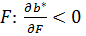 F: ∂b*/∂F < 0